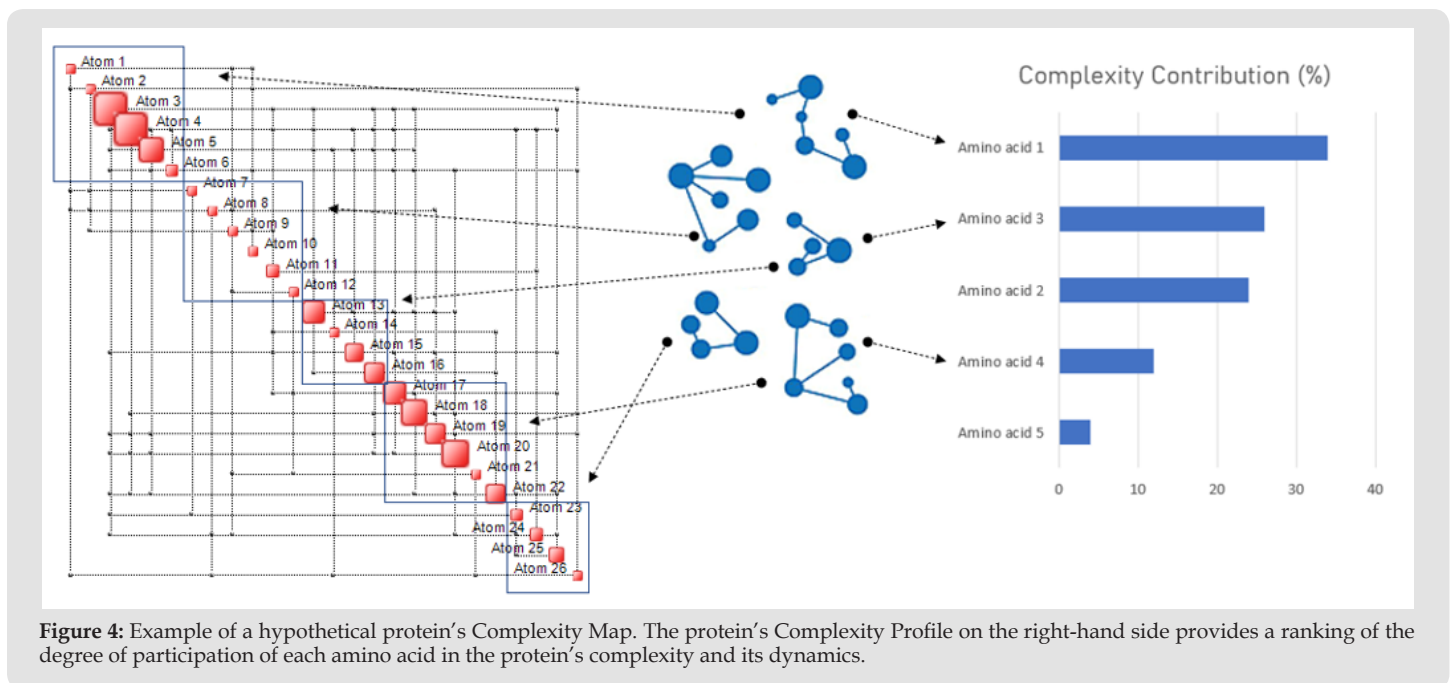 Atom 1
Atom 2
Atom 3
Atom 4
Atom 5
Atom 6
Atom 7
Atom 8
Atom 9
Atom 10
Atom 11
Atom 12
Atom 13
Atom 14
Atom 15
Atom 16
Atom 17
Atom 18
Atom 19
Atom 20
Atom 21
Atom 22
Atom 23
Atom 24
Atom 25
Atom 26
Complexity Contribution (%)
Amino acid 1
Amino acid 3
Amino acid 2
Amino acid 4
Amino acid 5
0 10 20 30 40
Figure 4: Example of a hypothetical protein's Complexity Map. The protein's Complexity Profile on the right-hand side provides a ranking of the
degree of participation of each amino acid in the protein's complexity and its dynamics.